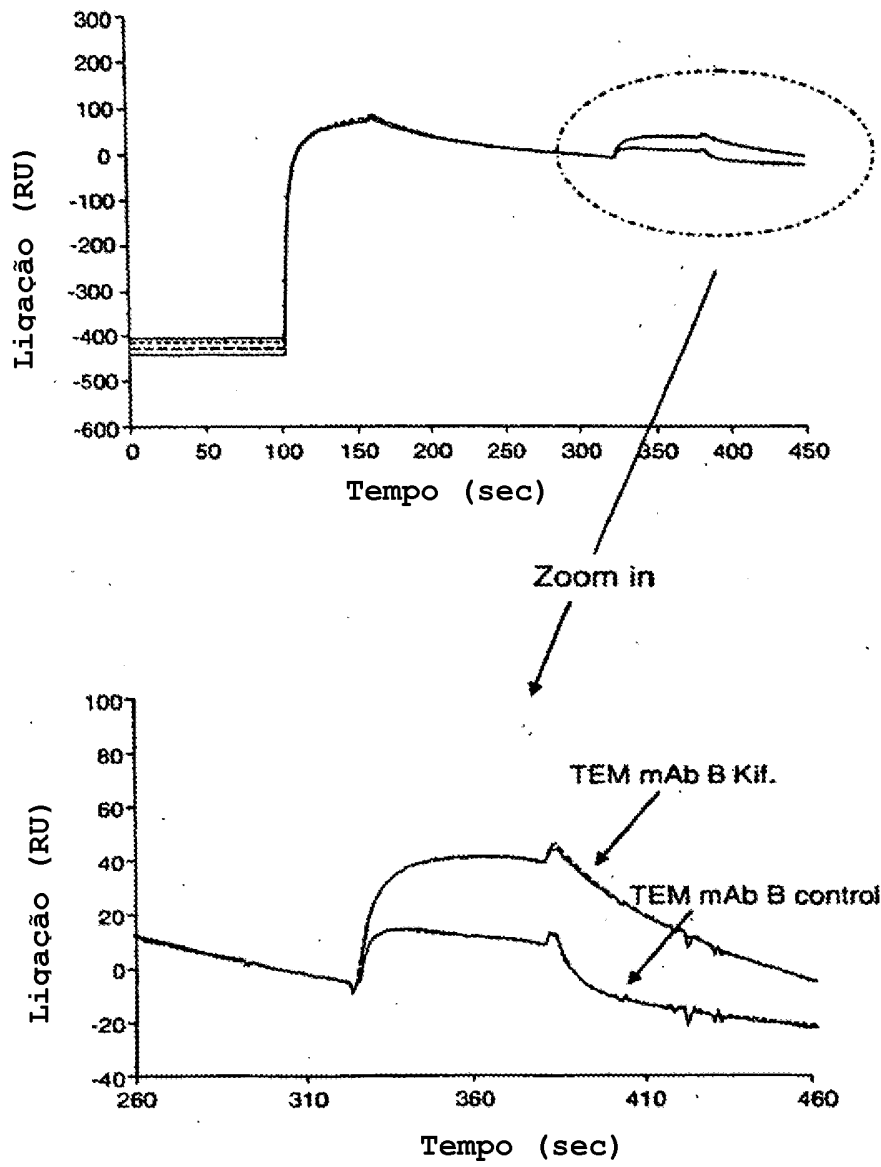 300
200
100
0
-100
-200
-300
-400
-500
-600
Ligação (RU)
0 50 100 150 200 250 300 350 400 450
Tempo (sec)
Zoom in
100
80
60
40
20
0
-20
-40
Ligação (RU)
TEM mAb B Kif.
TEM mAb B control
260 310 360 410 460
Tempo (sec)